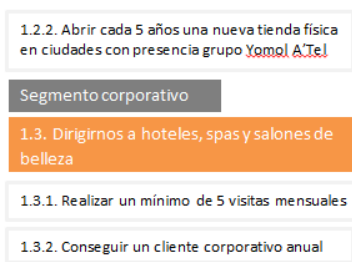 1.2.2. Abrir cada 5 años una nueva tienda física
en ciudades con presencia grupo Yomol A'Tel
Segmento corporativo
1.3. Dirigirnos a hoteles, spas y salones de
belleza
1.3.1. Realizar un mínimo de 5 visitas mensuales
1.3.2. Conseguir un cliente corporativo anual